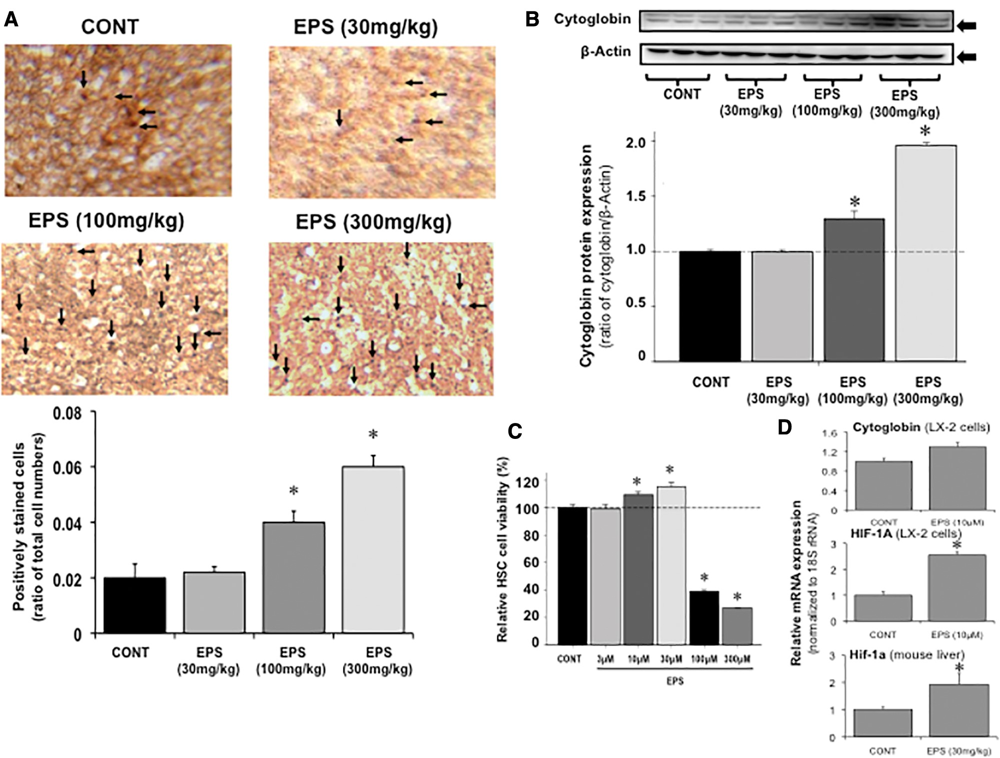 A
CONT
EPS (30mg/kg)
EPS (100mg/kg)
EPS (300mg/kg)
Positively stained cells
(ratio of total cell numbers)
0.08
0.06
0.04
0.02
0
*
*
CONT
EPS
(30mg/kg)
EPS
(100mg/kg)
EPS
(300mg/kg)
B
Cytoglobin
β-Actin
CONT
EPS
(30mg/kg)
EPS
(100mg/kg)
EPS
(300mg/kg)
Cytoglobin protein expression
(ratio of cytoglobin/β-Actin)
2.0
1.5
1.0
0.5
0
*
*
CONT
EPS
(30mg/kg)
EPS
(100mg/kg)
EPS
(300mg/kg)
C
Relative HSC cell viability (%)
120
100
80
60
40
20
0
*
*
*
*
CONT
3μM
10μM
30μM
100μM
300μM
EPS
D
Relative mRNA expression
(normalized to 18S rRNA)
Cytoglobin (LX-2 cells)
1.6
1.2
0.8
0.4
0
CONT
EPS (10μM)
HIF-1A (LX-2 cells)
3
2
1
0
*
CONT
EPS (10μM)
Hif-1a (mouse liver)
3
2
1
0
*
CONT
EPS (30mg/kg)